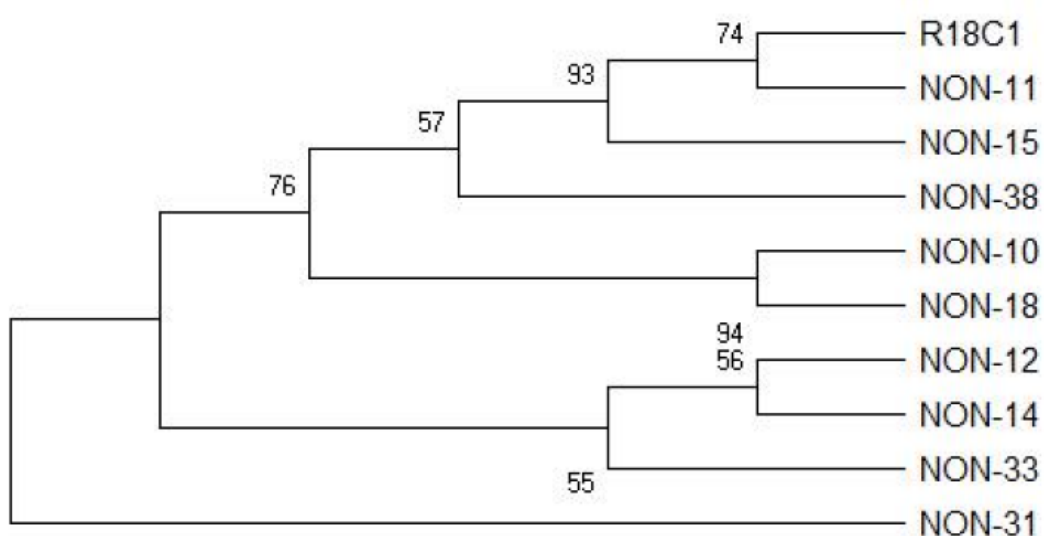 74
R18C1
93
NON-11
57
NON-15
76
NON-38
NON-10
NON-18
94
56
NON-12
NON-14
55
NON-33
NON-31